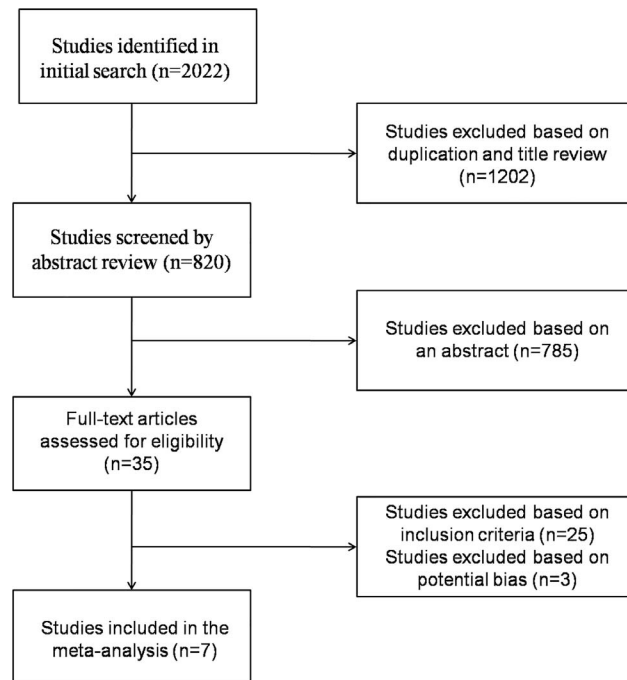 Studies identified in
initial search (n=2022)
Studies excluded based on
duplication and title review
(n=1202)
Studies screened by
abstract review (n=820)
Studies excluded based on
an abstract (n=785)
Full-text articles
assessed for eligibility
(n=35)
Studies excluded based on
inclusion criteria (n=25)
Studies excluded based on
potential bias (n=3)
Studies included in the
meta-analysis (n=7)